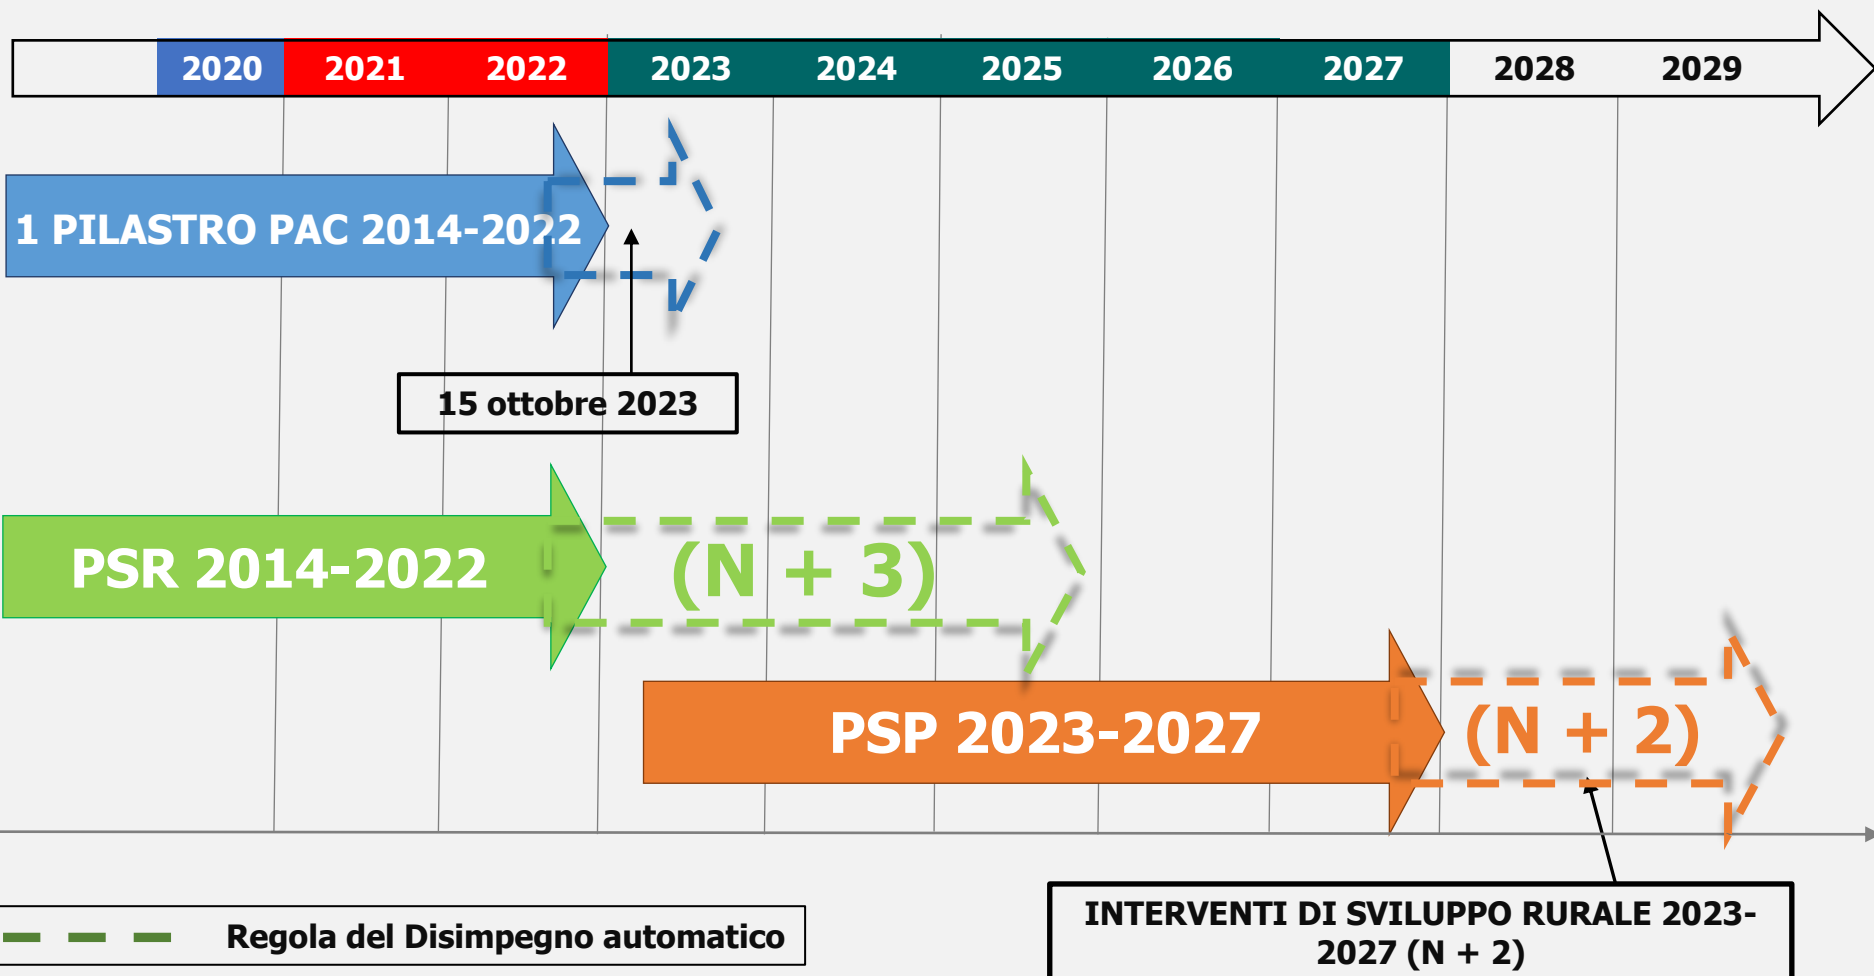 2020 2021 2022 2023 2024 2025 2026 2027 2028 2029
1 PILASTRO PAC 2014-2022
15 ottobre 2023
PSR 2014-2022 (N + 3)
PSP 2023-2027 (N + 2)
Regola del Disimpegno automatico
INTERVENTI DI SVILUPPO RURALE 2023-
2027 (N + 2)